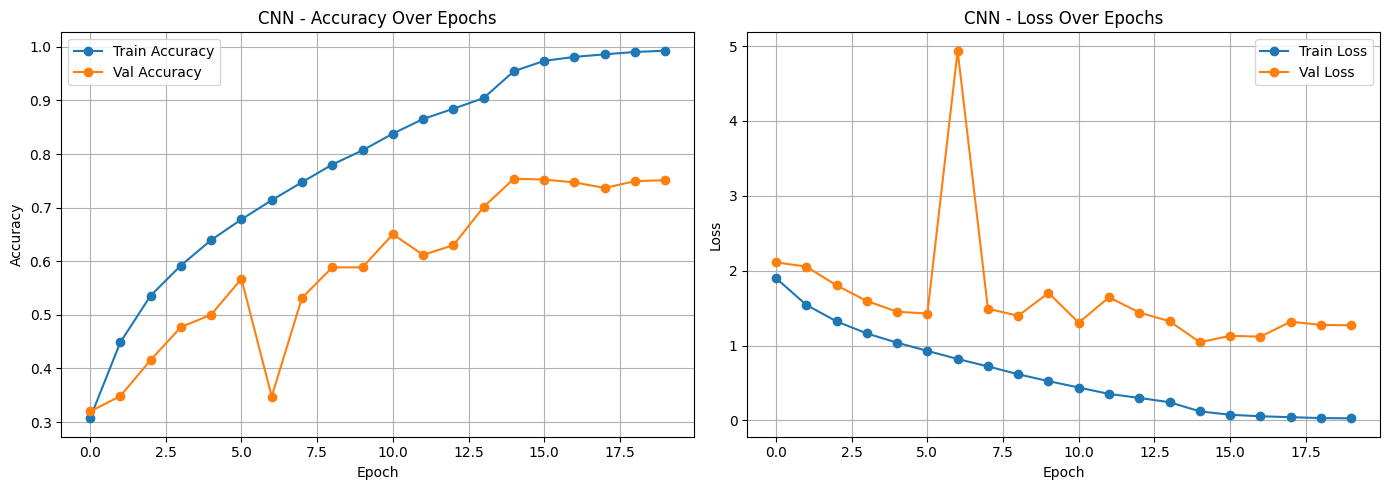 CNN - Accuracy Over Epochs
Train Accuracy
Val Accuracy
1.0
0.9
0.8
0.7
0.6
0.5
0.4
0.3
Accuracy
0.0 2.5 5.0 7.5 10.0 12.5 15.0 17.5
Epoch
CNN - Loss Over Epochs
Train Loss
Val Loss
5
4
3
2
1
0
Loss
0.0 2.5 5.0 7.5 10.0 12.5 15.0 17.5
Epoch